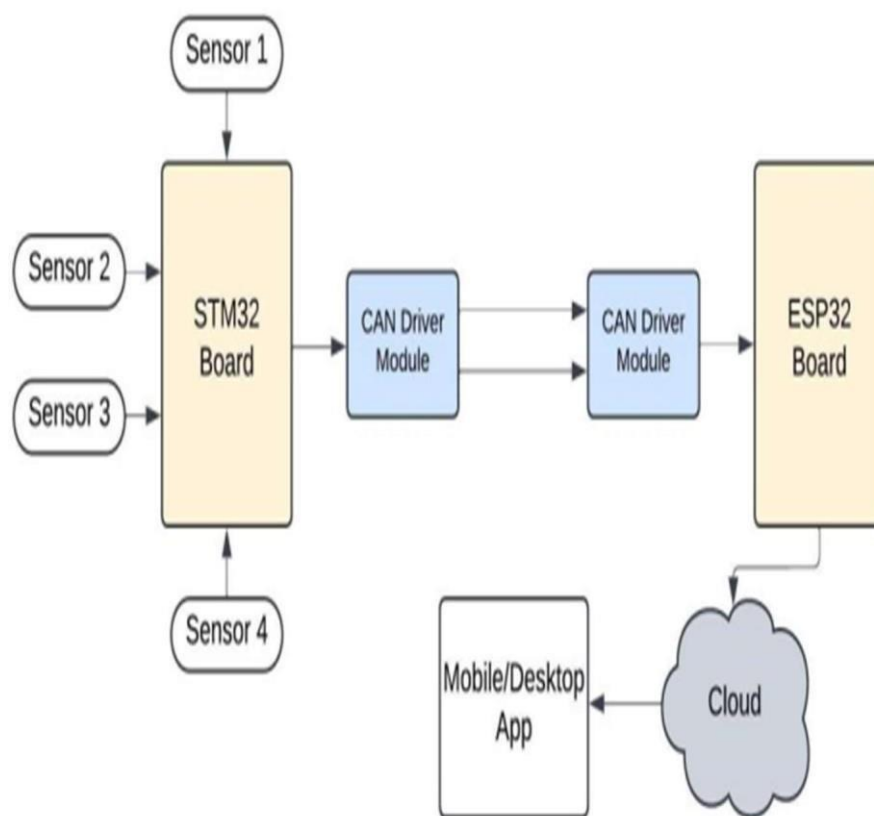 Sensor 1
Sensor 2
Sensor 3
Sensor 4
STM32
Board
CAN Driver
Module
CAN Driver
Module
ESP32
Board
Cloud
Mobile/Desktop
App